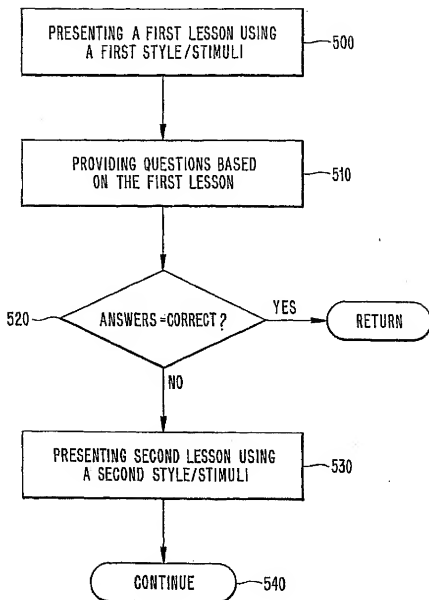 PRESENTING A FIRST LESSON USING
A FIRST STYLE/STIMULI
500
PROVIDING QUESTIONS BASED
ON THE FIRST LESSON
510
ANSWERS=CORRECT?
520
YES
RETURN
NO
PRESENTING SECOND LESSON USING
A SECOND STYLE/STIMULI
530
CONTINUE
540